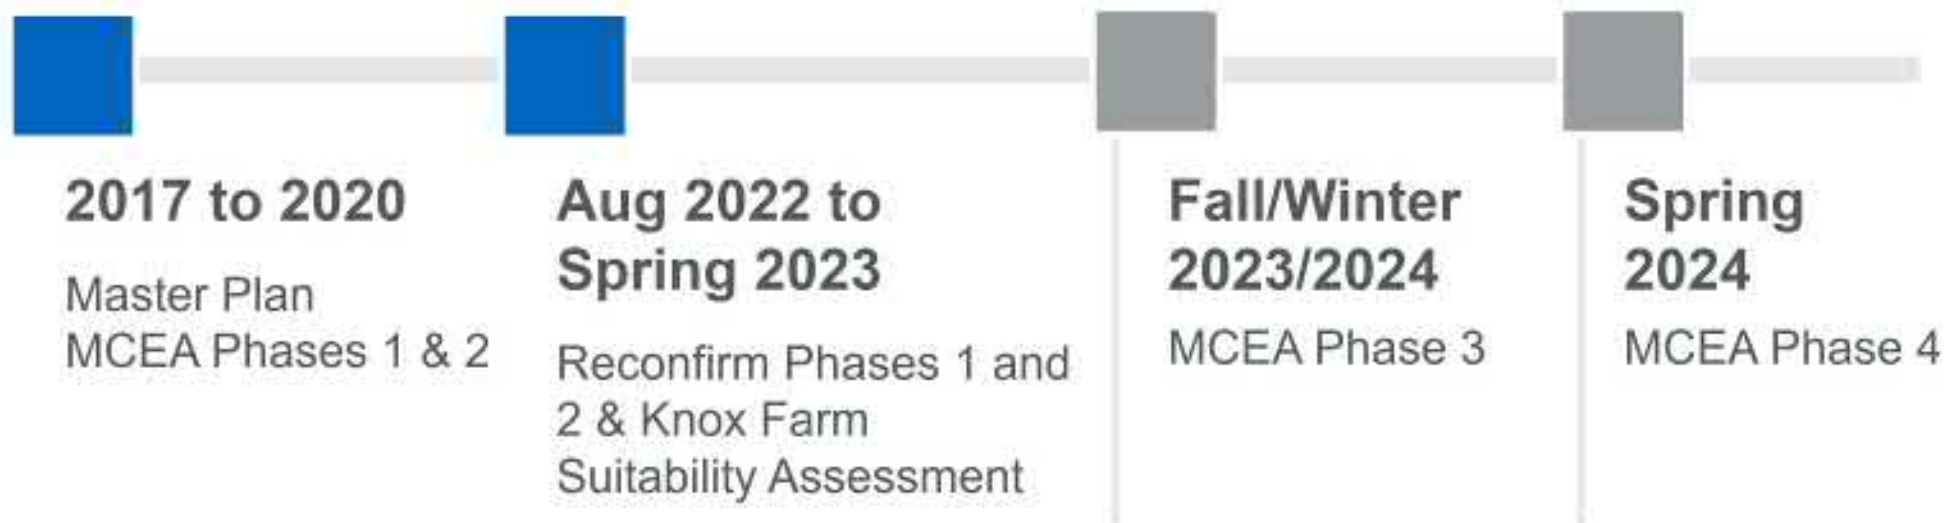 2017 to 2020
Master Plan
MCEA Phases 1 & 2
Aug 2022 to
Spring 2023
Reconfirm Phases 1 and
2 & Knox Farm
Suitability Assessment
Fall/Winter
2023/2024
MCEA Phase 3
Spring
2024
MCEA Phase 4